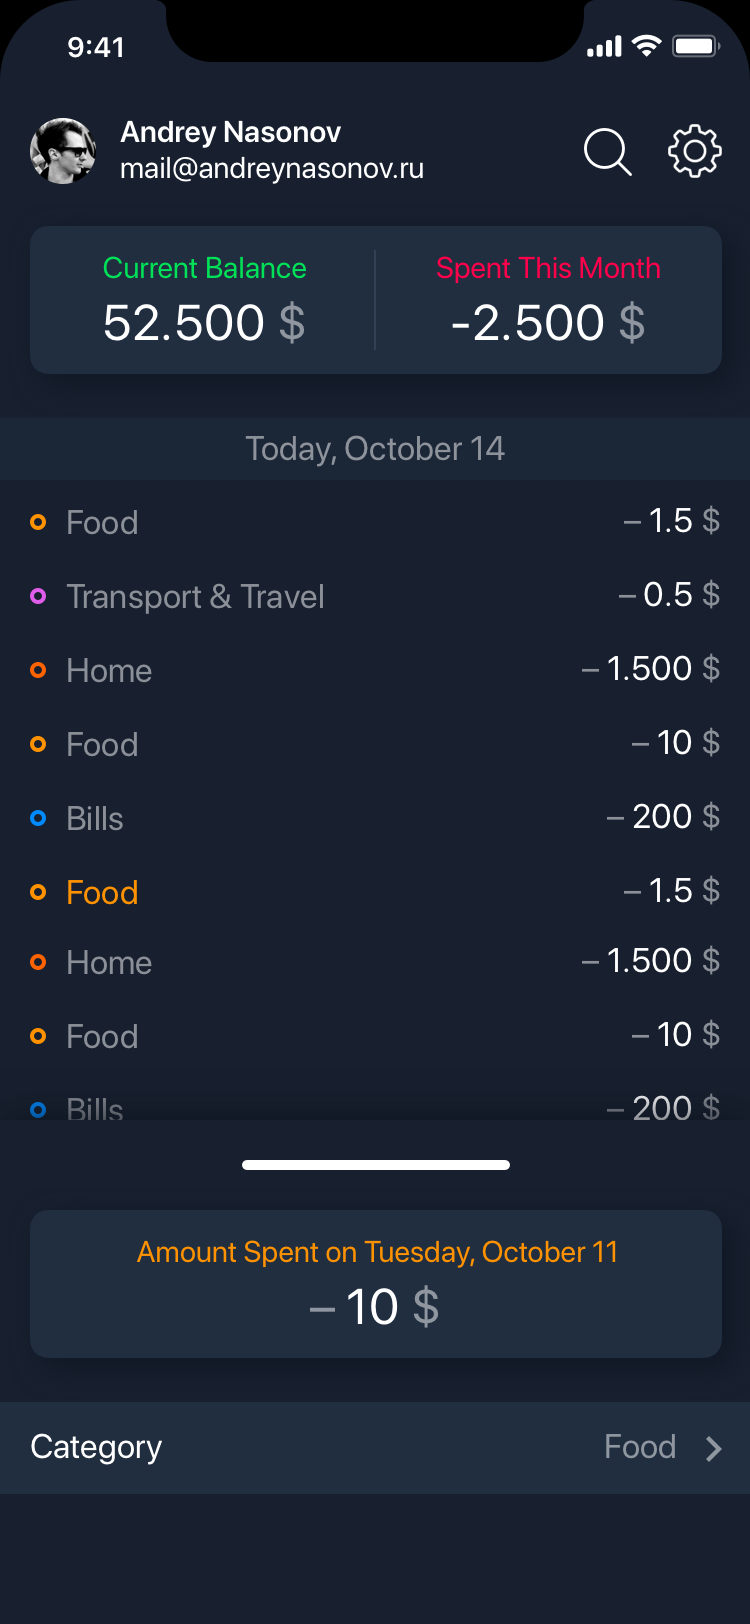 9:41
Andrey Nasonov
mail@andreynasonov.ru
Current Balance Spent This Month
52.500 $ -2.500 $
Today, October 14
Food – 1.5 $
Transport & Travel – 0.5 $
Home – 1.500 $
Food – 10 $
Bills – 200 $
Food – 1.5 $
Home – 1.500 $
Food – 10 $
Bills – 200 $
Amount Spent on Tuesday, October 11
– 10 $
Category Food